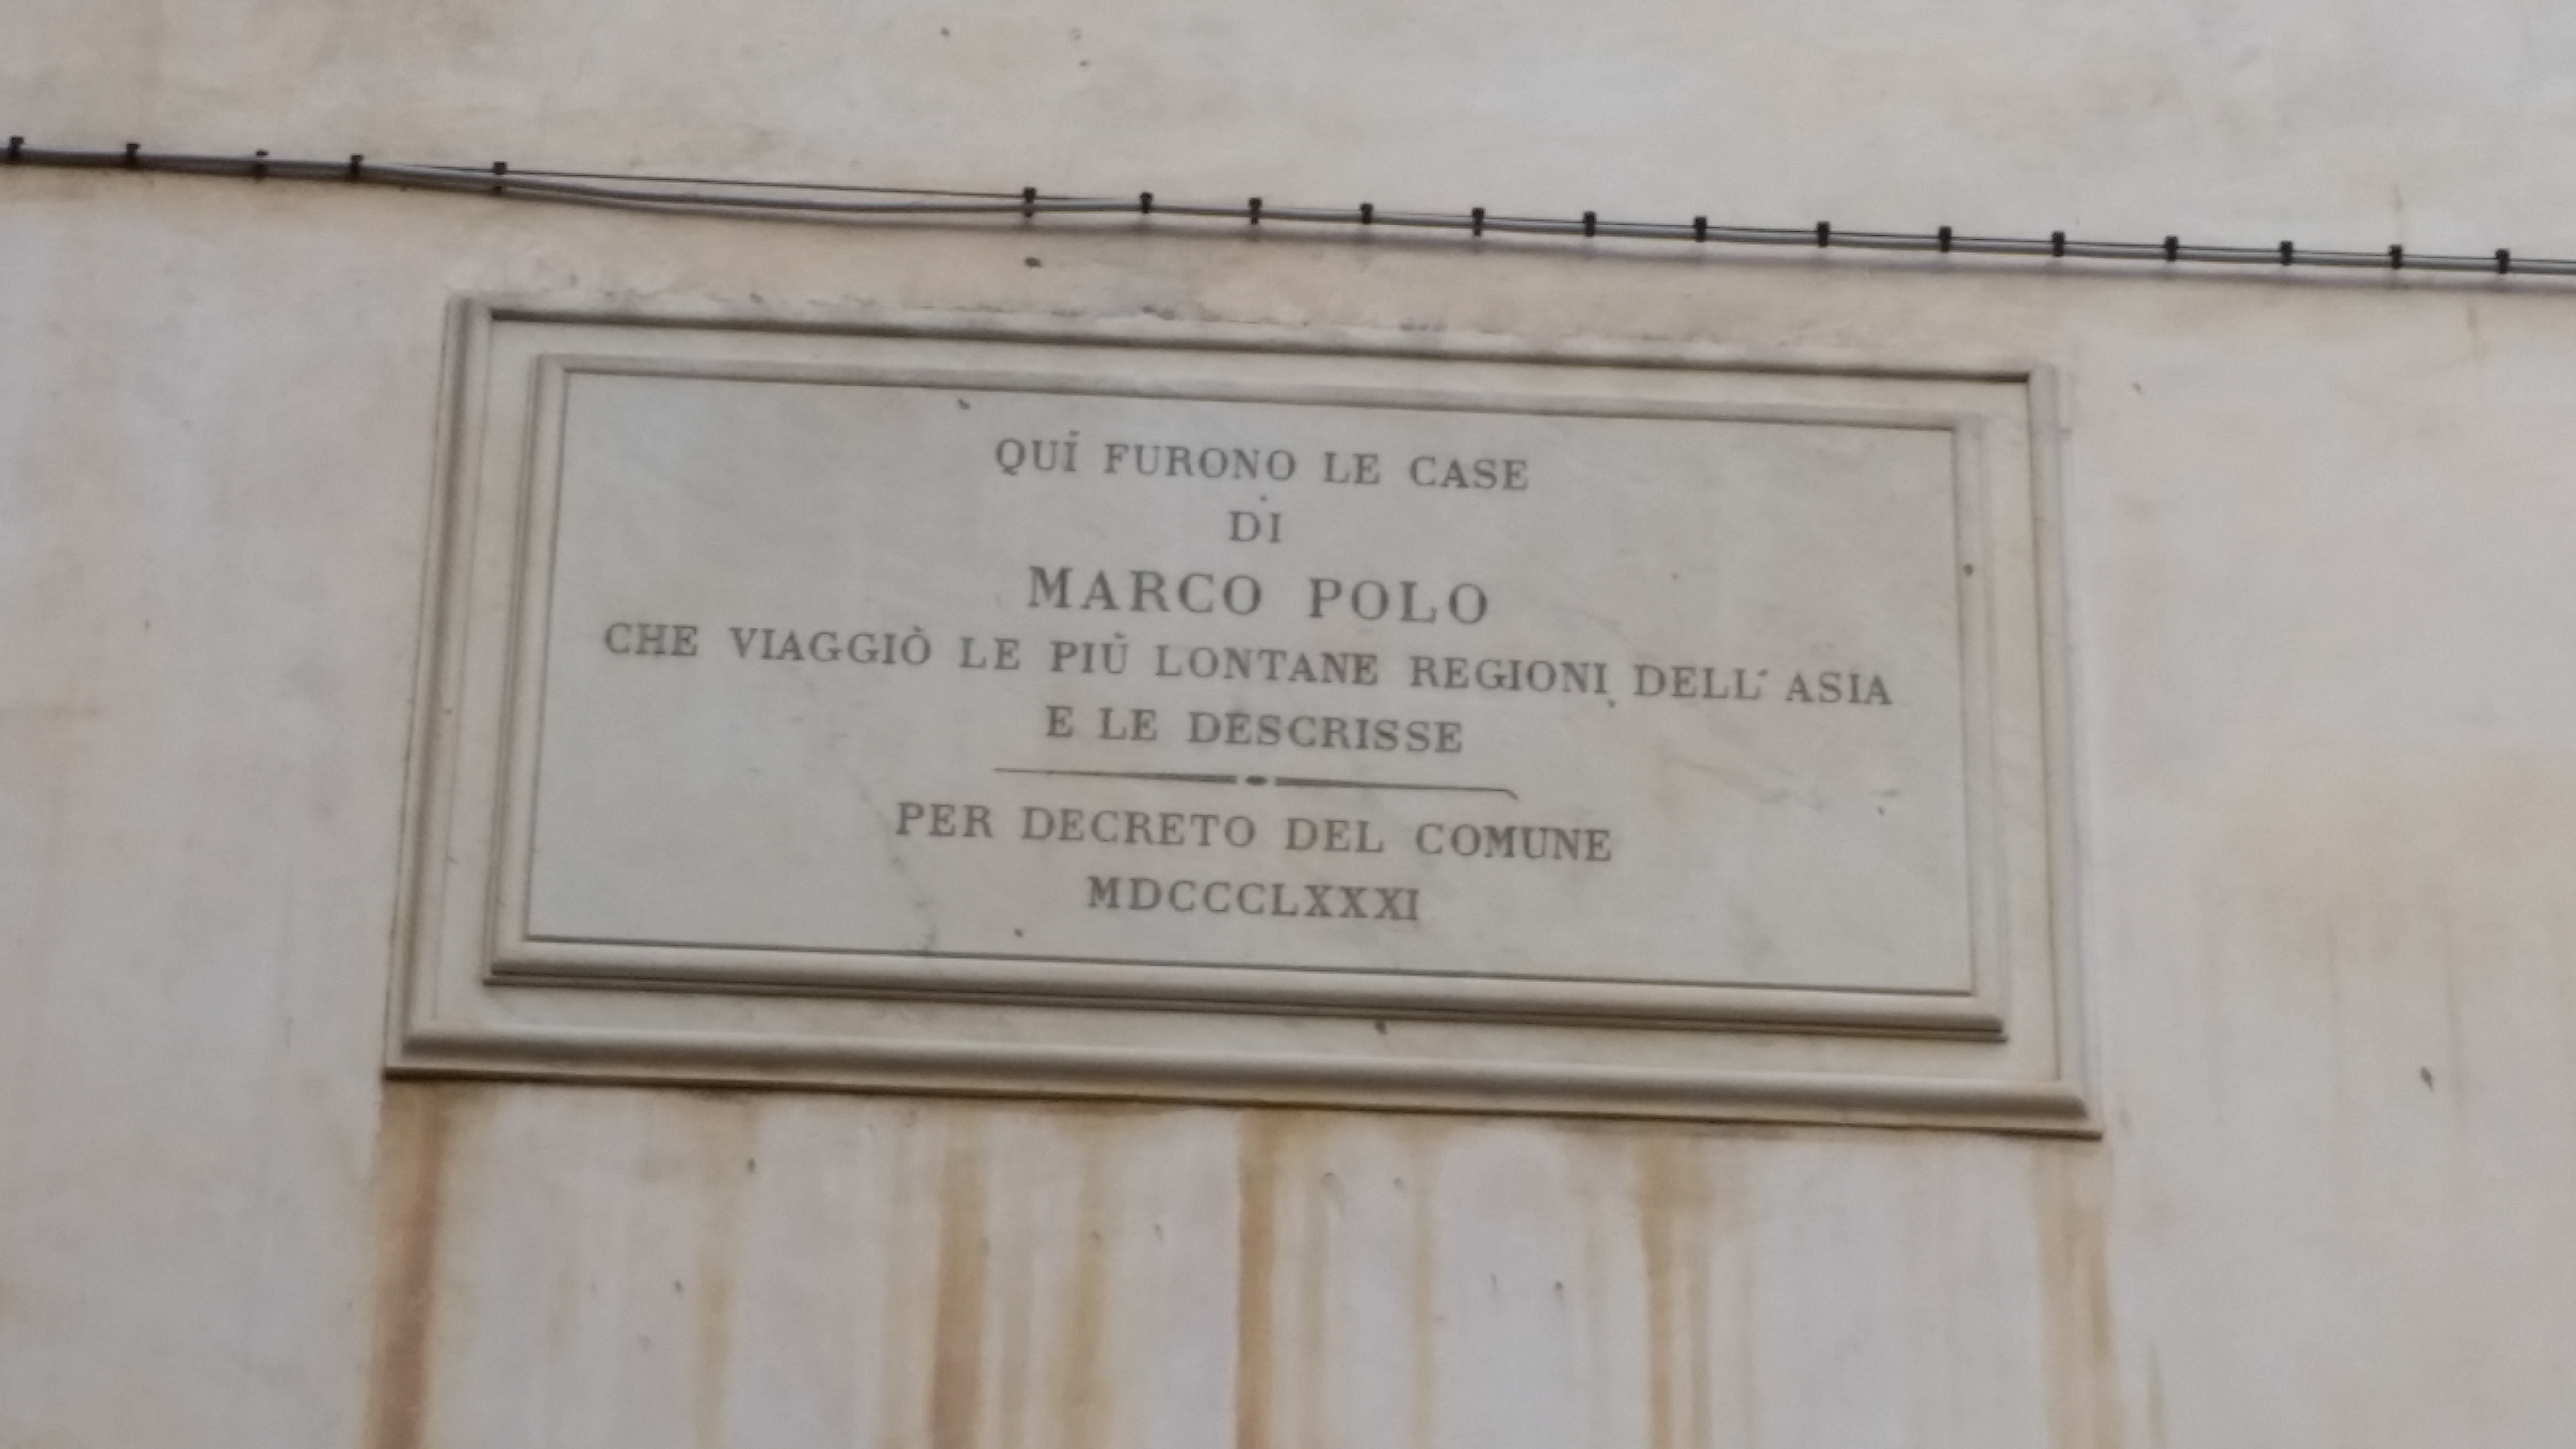 QUÌ FURONO LE CASE
DI
MARCO POLO
CHE VIAGGIÒ LE PIÙ LONTANE REGIONI DELL' ASIA
E LE DESCRISSE
PER DECRETO DEL COMUNE
MDCCCLXXXI